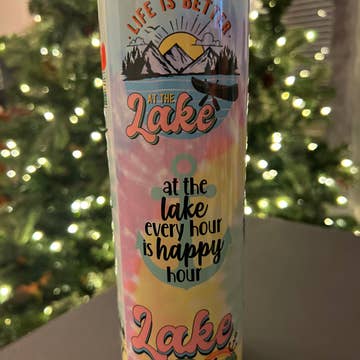 LIFE IS BETTER
AT THE
Lake
at the
lake
every hour
is happy
hour
Lake